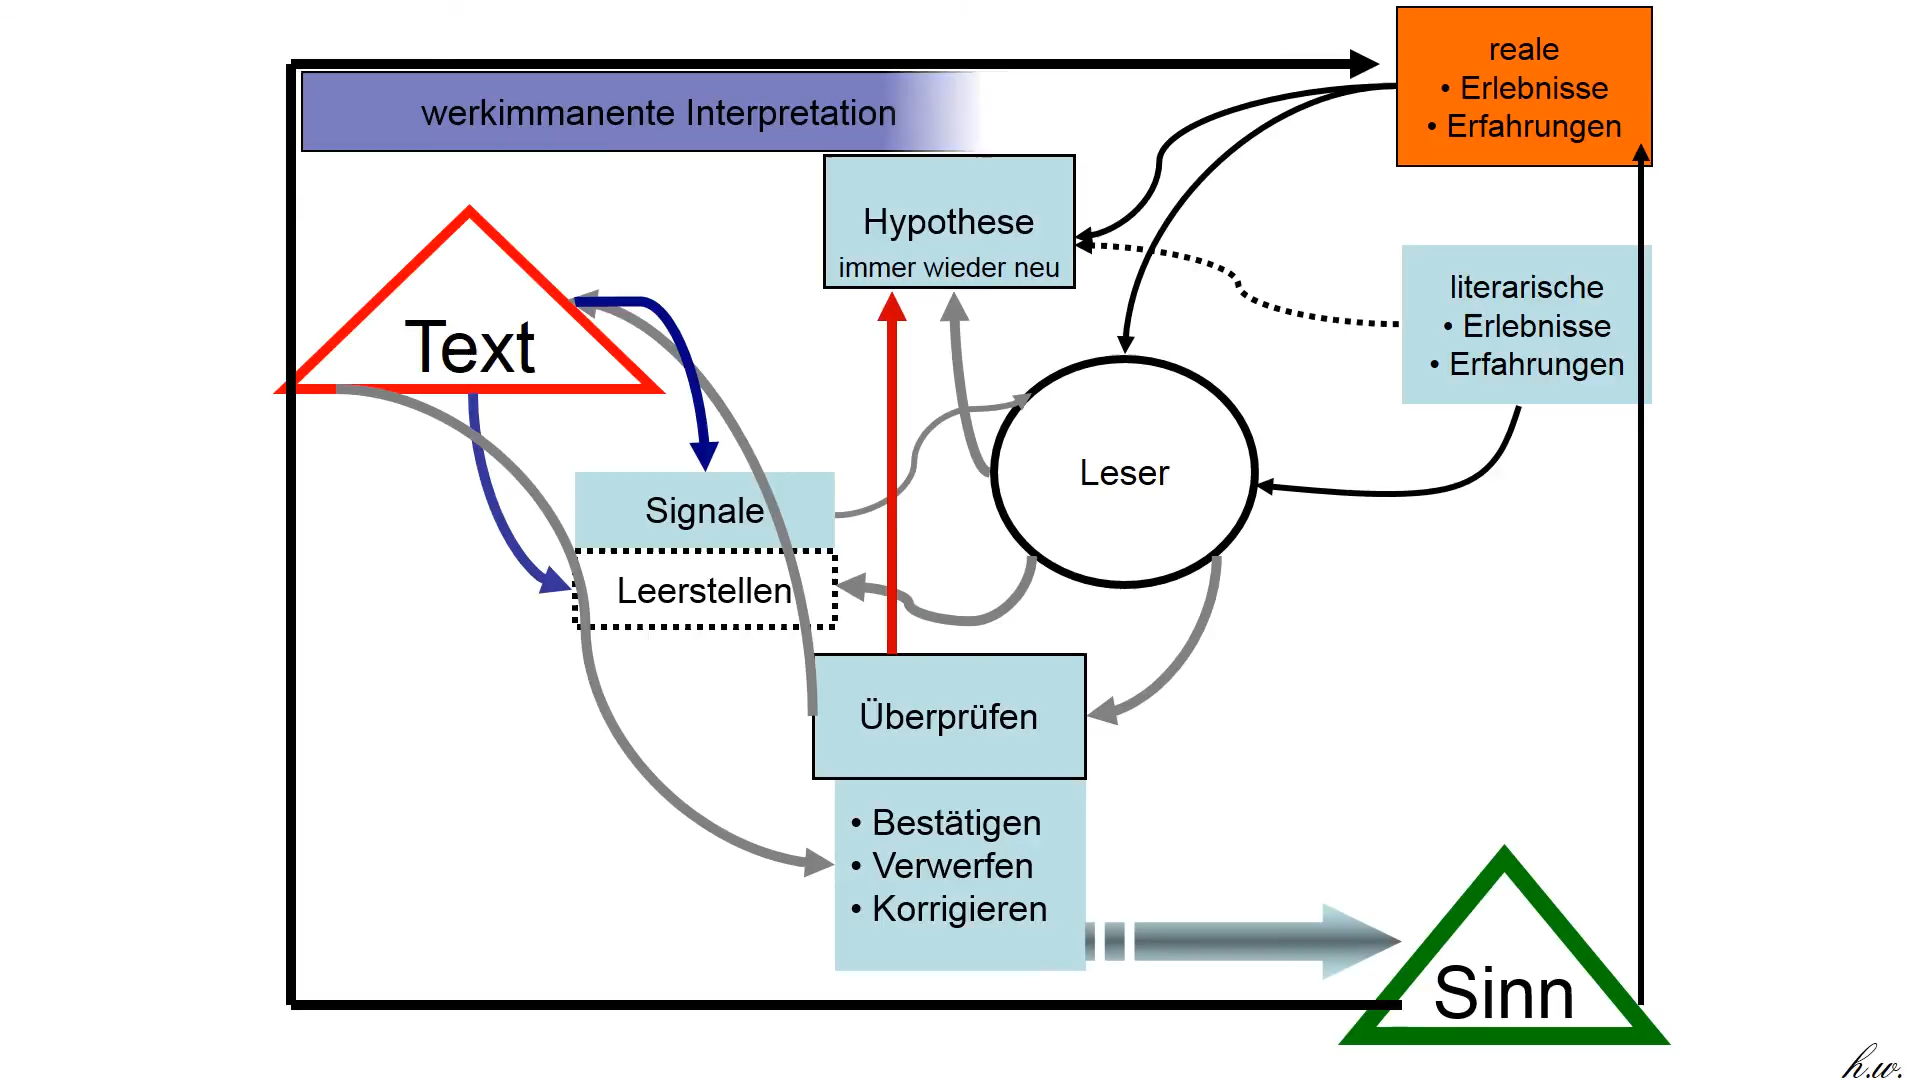 reale
• Erlebnisse
• Erfahrungen
werkimmanente Interpretation
Hypothese
immer wieder neu
literarische
• Erlebnisse
• Erfahrungen
Text
Leser
Signale
Leerstellen
Überprüfen
• Bestätigen
• Verwerfen
• Korrigieren
Sinn
h.w.